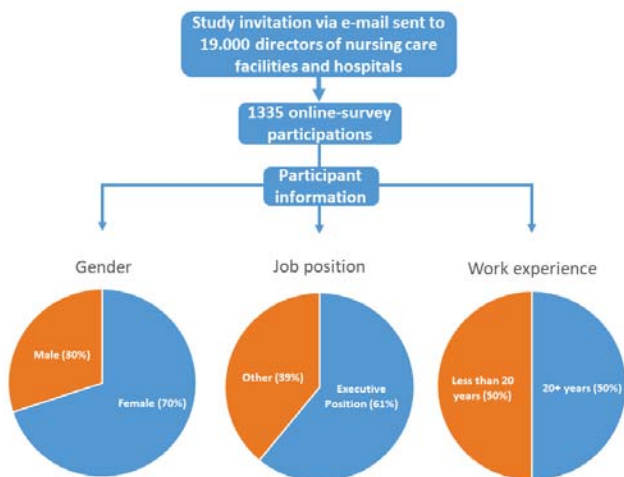 Study invitation via e-mail sent to
19.000 directors of nursing care
facilities and hospitals
1335 online-survey
participations
Participant
information
Gender
Job position
Work experience
Male (30%)
Female (70%)
Other (39%)
Executive
Position (61%)
Less than 20
years (50%)
20+ years (50%)